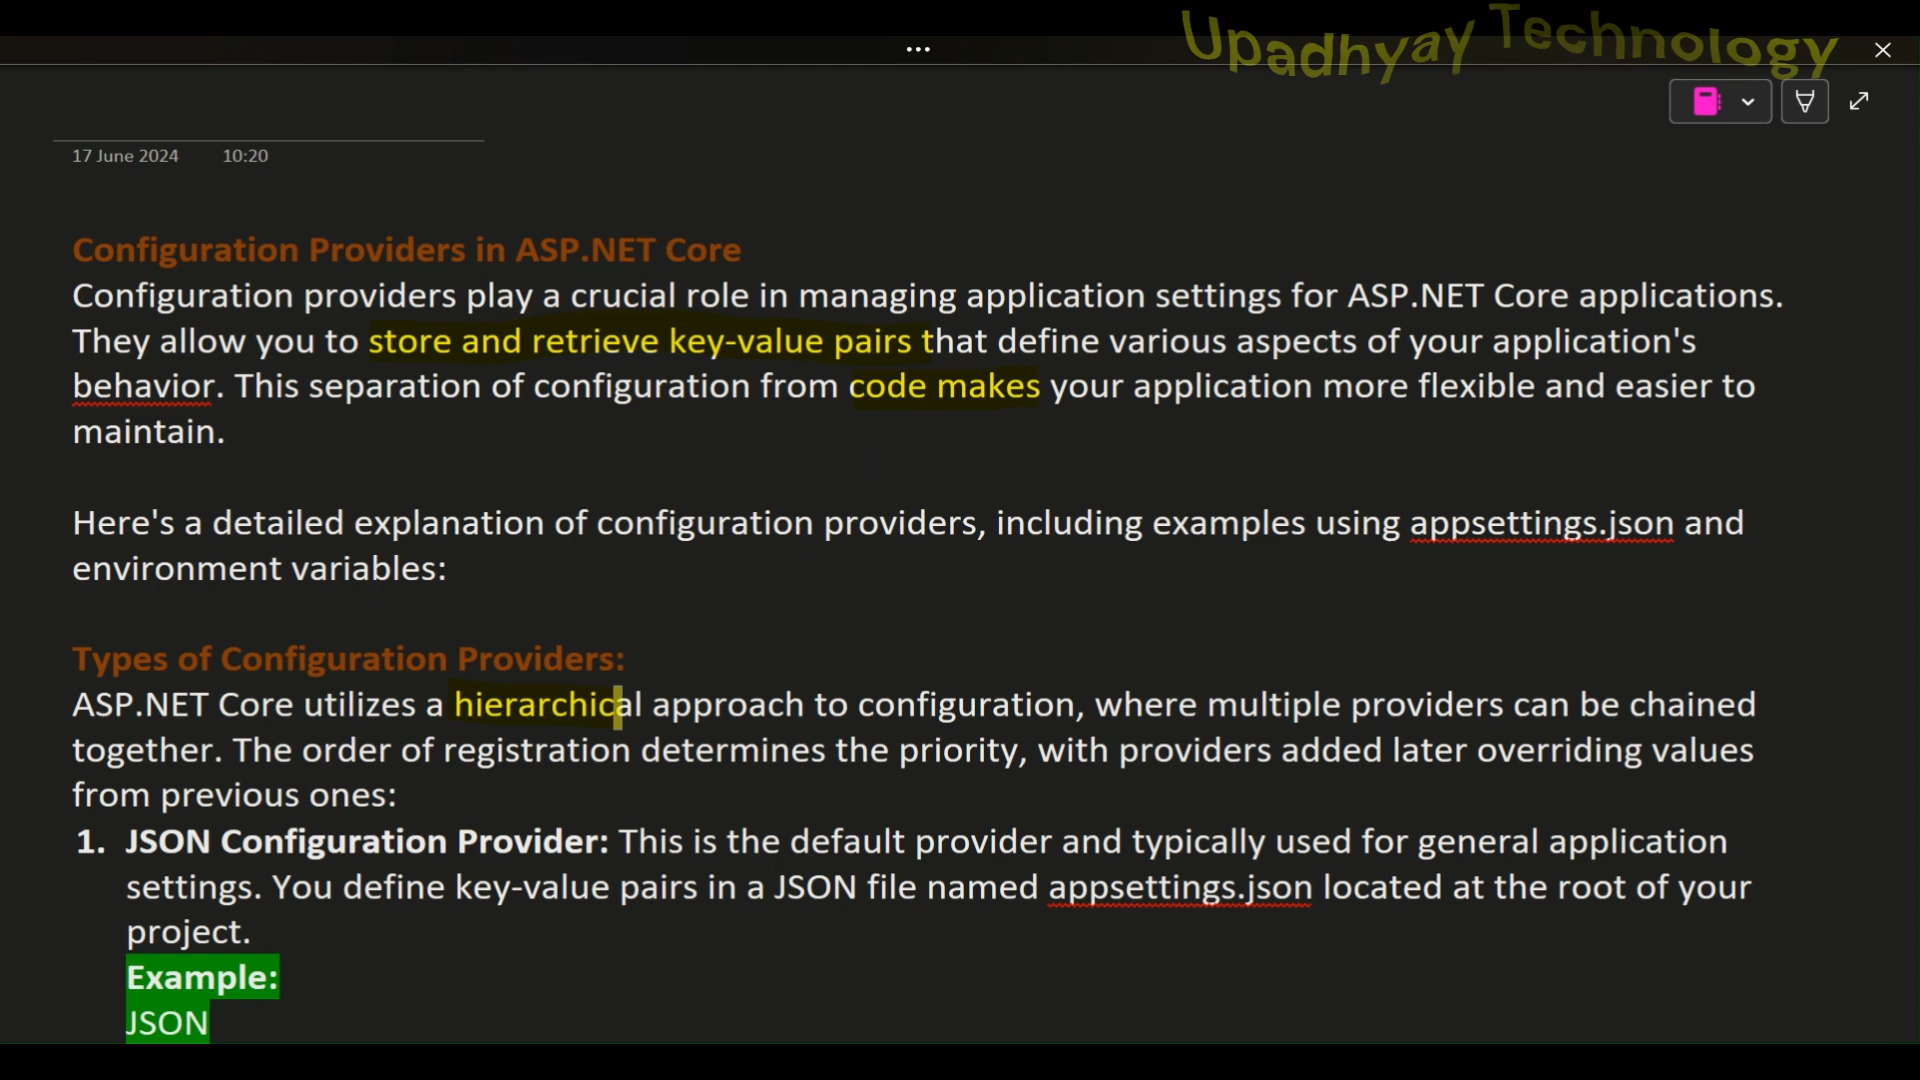 Upadhyay Technology
17 June 2024 10:20
Configuration Providers in ASP.NET Core
Configuration providers play a crucial role in managing application settings for ASP.NET Core applications.
They allow you to store and retrieve key-value pairs that define various aspects of your application's
behavior. This separation of configuration from code makes your application more flexible and easier to
maintain.
Here's a detailed explanation of configuration providers, including examples using appsettings.json and
environment variables:
Types of Configuration Providers:
ASP.NET Core utilizes a hierarchical approach to configuration, where multiple providers can be chained
together. The order of registration determines the priority, with providers added later overriding values
from previous ones:
1. JSON Configuration Provider: This is the default provider and typically used for general application
settings. You define key-value pairs in a JSON file named appsettings.json located at the root of your
project.
Example:
JSON